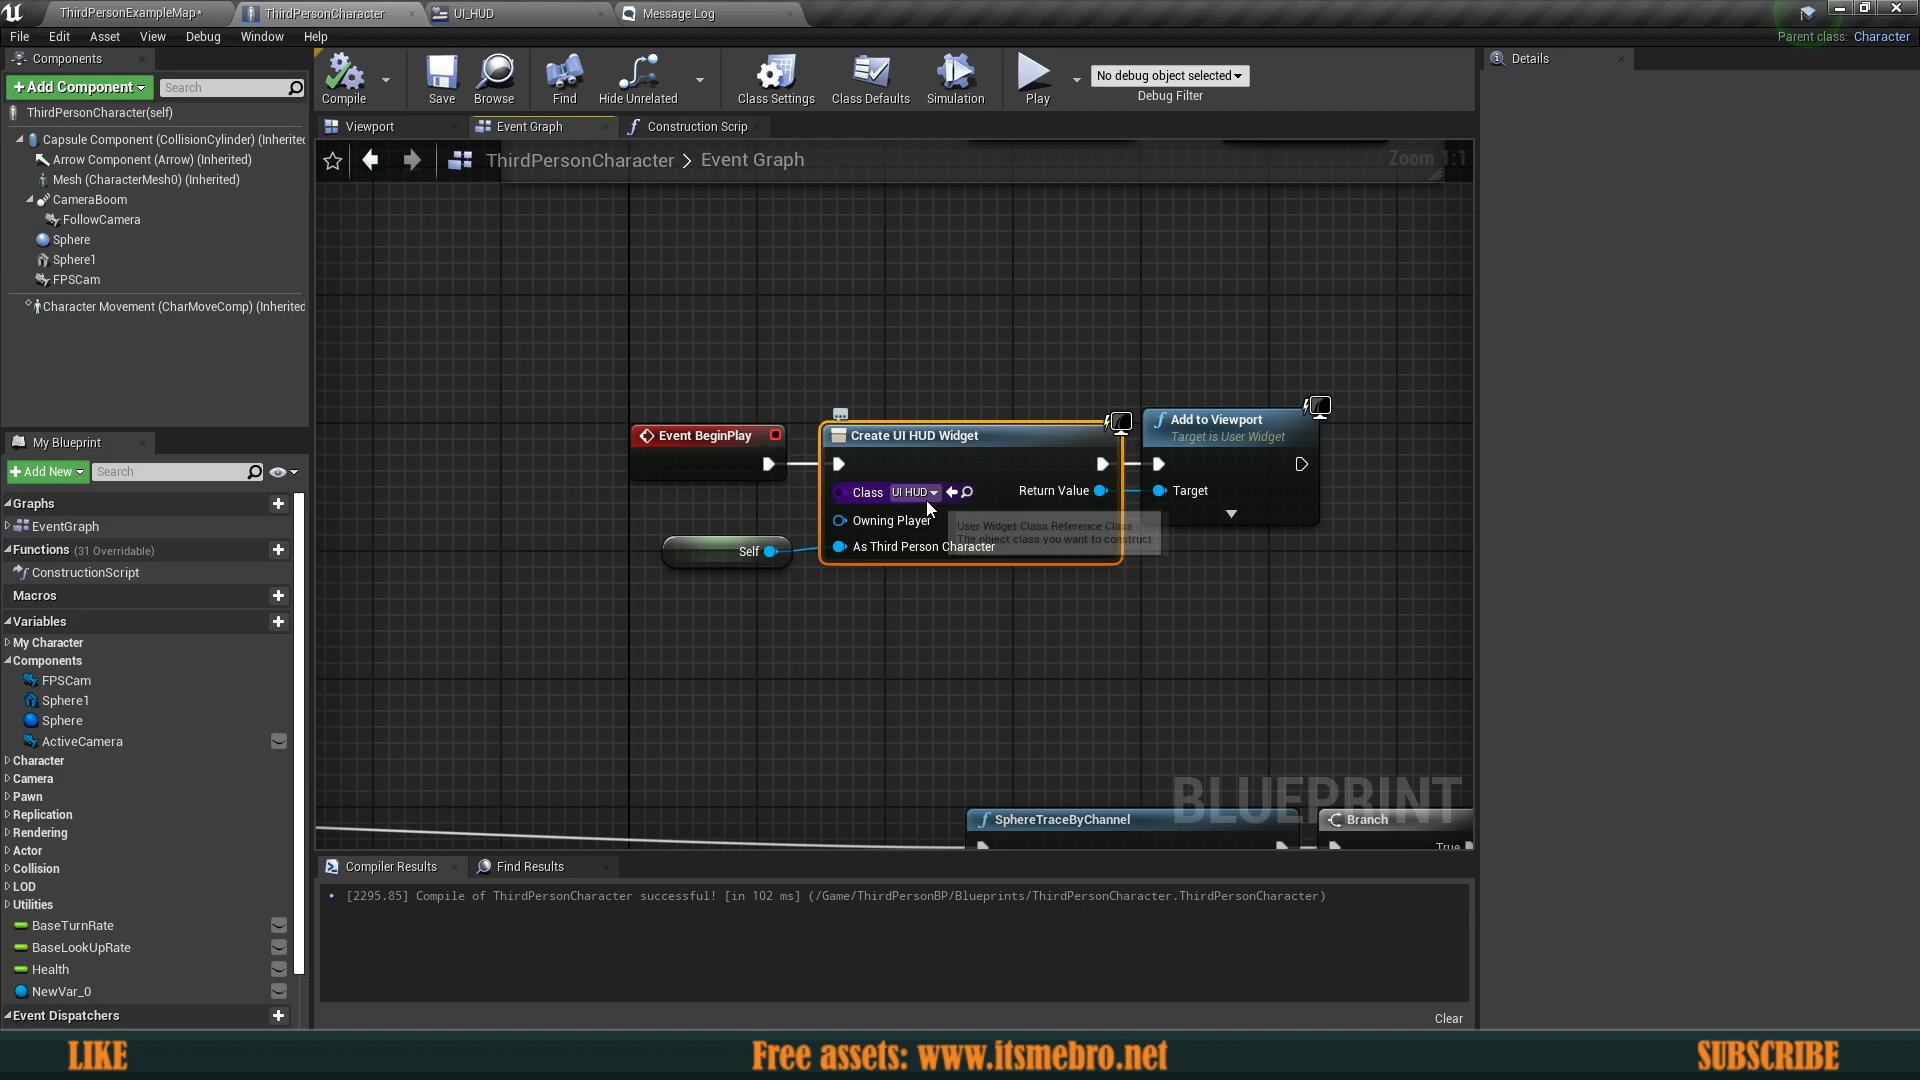 ThirdPersonExampleMap*
ThirdPersonCharacter
UI_HUD
Message Log
File
Edit
Asset
View
Debug
Window
Help
Parent class: Character
Components
+Add Component
Search
ThirdPersonCharacter(self)
Capsule Component (CollisionCylinder) (Inherited
Arrow Component (Arrow) (Inherited)
Mesh (CharacterMesh0) (Inherited)
CameraBoom
FollowCamera
Sphere
Sphere1
FPSCam
Character Movement (CharMoveComp) (Inherited
Compile
Save
Browse
Find
Hide Unrelated
Class Settings
Class Defaults
Simulation
Play
No debug object selected
Debug Filter
Details
Viewport
Event Graph
Construction Scrip
ThirdPersonCharacter > Event Graph
Zoom 1:1
Event BeginPlay
Create UI HUD Widget
Class UI HUD
Return Value
Owning Player
As Third Person Character
User Widget Class Reference Class
The object class you want to construct
Self
Add to Viewport
Target is User Widget
Target
BLUEPRINT
SphereTraceByChannel
Branch
True
My Blueprint
+Add New
Search
Graphs
EventGraph
Functions (31 Overridable)
ConstructionScript
Macros
Variables
My Character
Components
FPSCam
Sphere1
Sphere
ActiveCamera
Character
Camera
Pawn
Replication
Rendering
Actor
Collision
LOD
Utilities
BaseTurnRate
BaseLookUpRate
Health
NewVar_0
Event Dispatchers
Compiler Results
Find Results
[2295.85] Compile of ThirdPersonCharacter successful! [in 102 ms] (/Game/ThirdPersonBP/Blueprints/ThirdPersonCharacter.ThirdPersonCharacter)
Clear
LIKE
Free assets: www.itsmebro.net
SUBSCRIBE